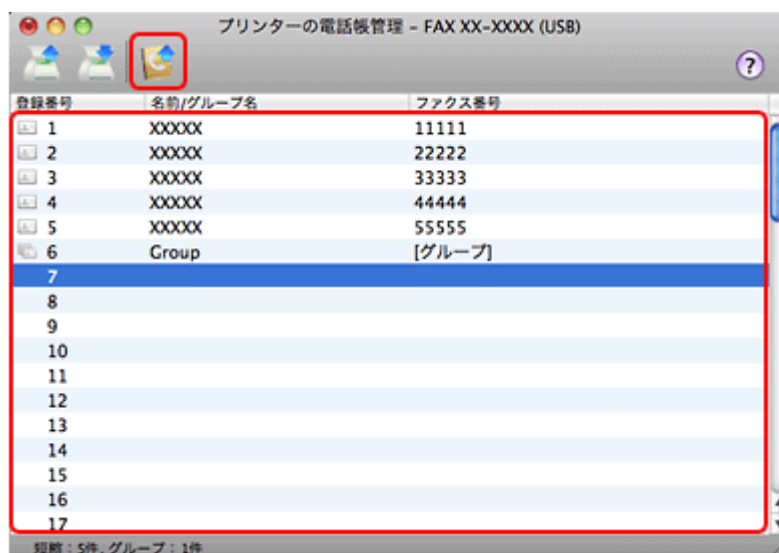 プリンターの電話帳管理 – FAX XX-XXXX (USB)
?
登録番号 名前/グループ名 ファクス番号
1 XXXXX 11111
2 XXXXX 22222
3 XXXXX 33333
4 XXXXX 44444
5 XXXXX 55555
6 Group [グループ]
7
8
9
10
11
12
13
14
15
16
17
短縮：5件, グループ：1件